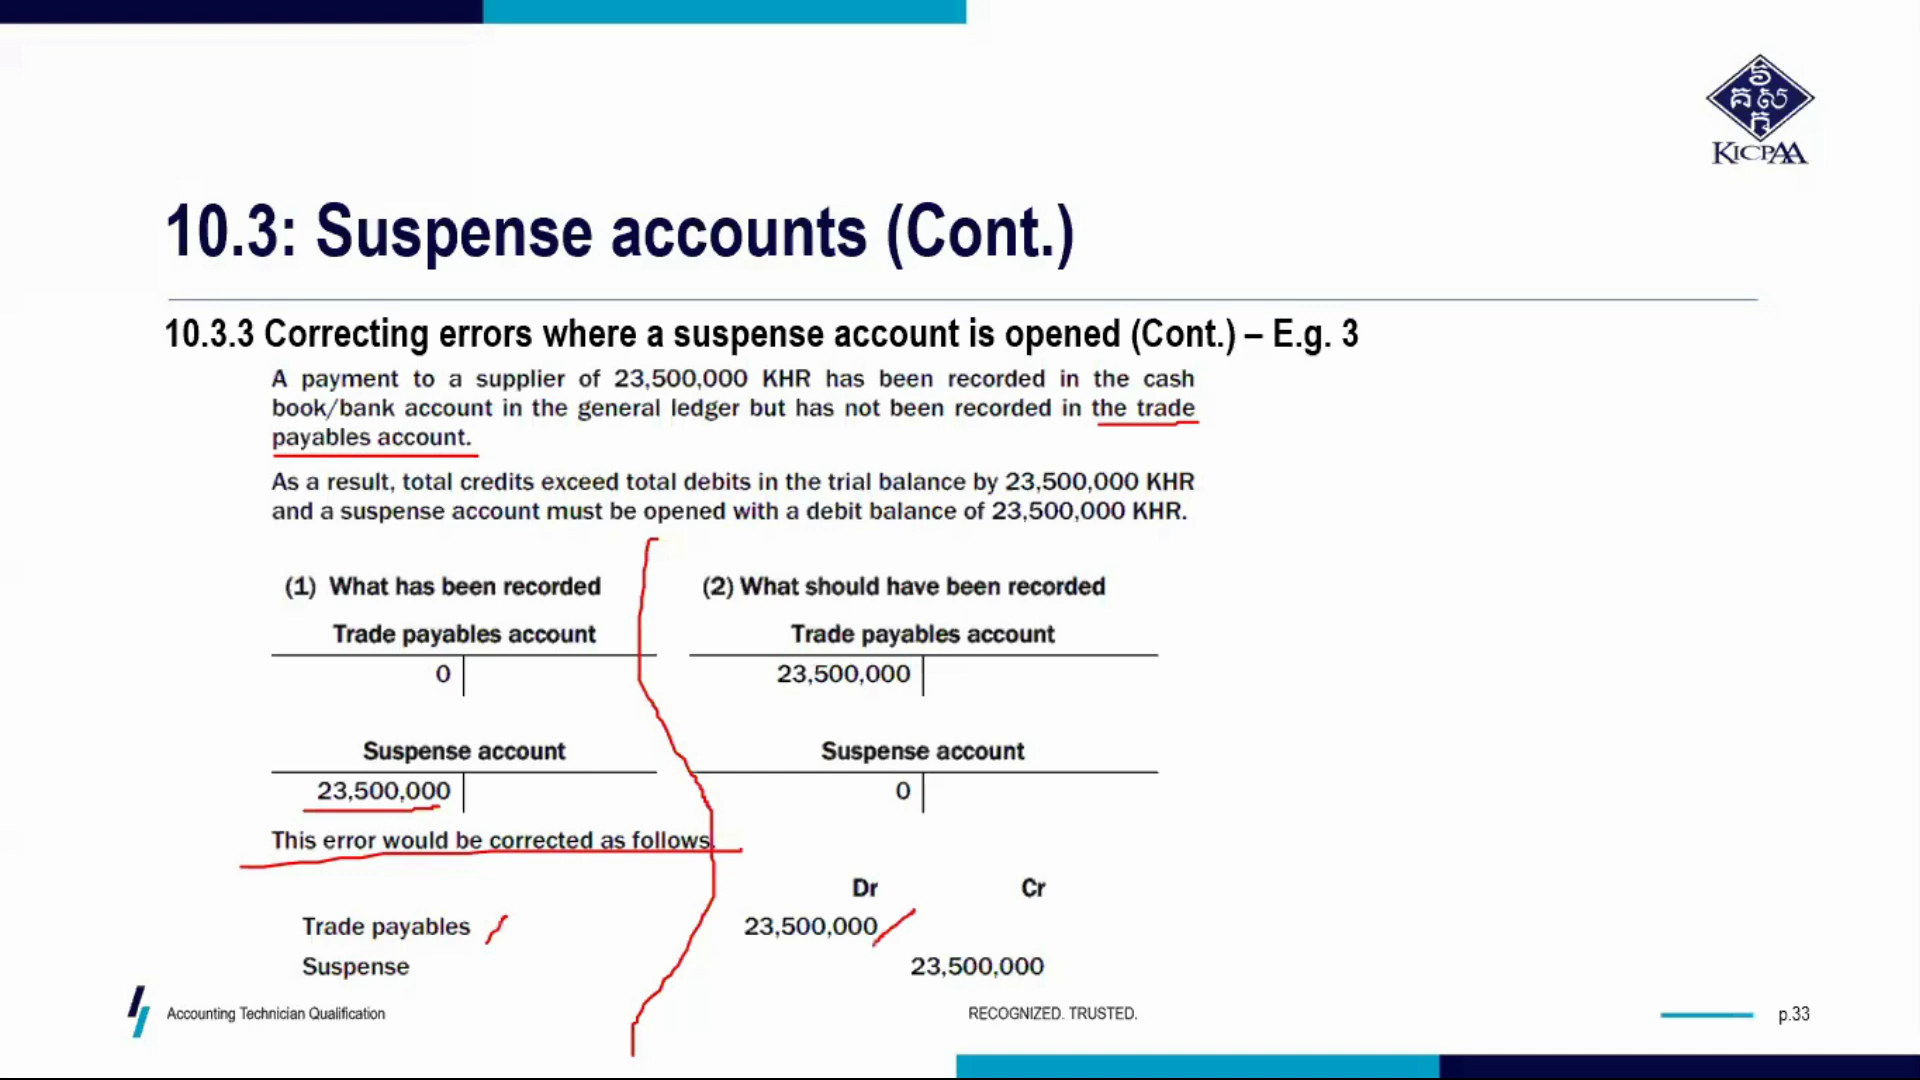 វិ
គ ស
ក
KICPAA
10.3: Suspense accounts (Cont.)
10.3.3 Correcting errors where a suspense account is opened (Cont.) – E.g. 3
A payment to a supplier of 23,500,000 KHR has been recorded in the cash
book/bank account in the general ledger but has not been recorded in the trade
payables account.
As a result, total credits exceed total debits in the trial balance by 23,500,000 KHR
and a suspense account must be opened with a debit balance of 23,500,000 KHR.
(1) What has been recorded (2) What should have been recorded
Trade payables account Trade payables account
0 23,500,000
Suspense account Suspense account
23,500,000 0
This error would be corrected as follows.
Dr Cr
Trade payables 23,500,000
Suspense 23,500,000
Accounting Technician Qualification RECOGNIZED. TRUSTED. p.33